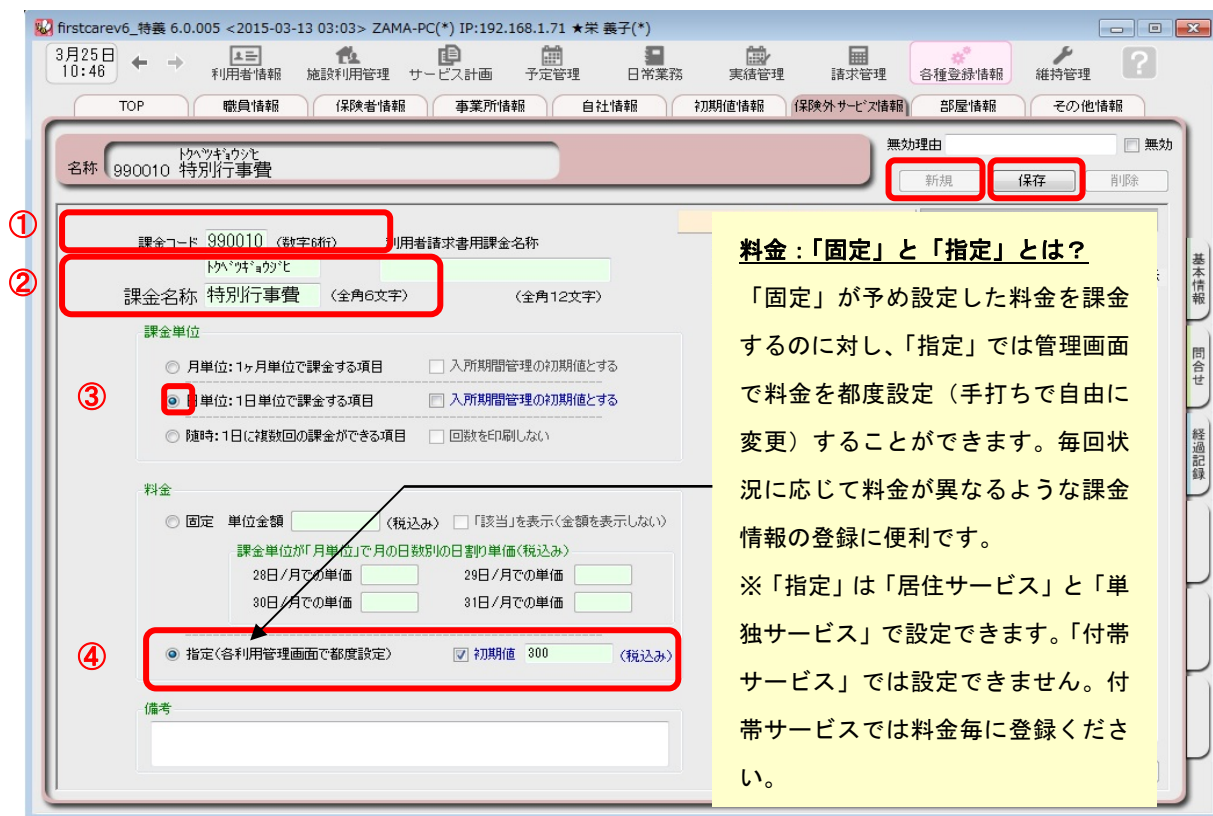 firstcarev6_特養 6.0.005 <2015-03-13 03:03> ZAMA-PC(*) IP:192.168.1.71 ★栄 義子(*)
3月25日
10:46
利用者情報 施設利用管理 サービス計画 予定管理 日常業務 実績管理 請求管理 各種登録情報 維持管理
TOP 職員情報 保険者情報 事業所情報 自社情報 初期値情報 保険外サービス情報 部屋情報 その他情報
名称 990010 特別行事費
無効理由 無効
新規 保存 削除
①
課金コード 990010 (数字6桁) 利用者請求書用課金名称
②
課金名称 特別行事費 (全角6文字) (全角12文字)
課金単位
月単位:1ヶ月単位で課金する項目 入所期間管理の初期値とする
③
日単位:1日単位で課金する項目 入所期間管理の初期値とする
随時:1日に複数回の課金ができる項目 回数を印刷しない
料金
固定 単位金額 (税込み) 「該当」を表示(金額を表示しない)
課金単位が「月単位」で月の日数別の日割り単価(税込み)
28日/月での単価 29日/月での単価
30日/月での単価 31日/月での単価
④
指定(各利用管理画面で都度設定) 初期値 300 (税込み)
備考
料金：「固定」と「指定」とは？
「固定」が予め設定した料金を課金
するのに対し、「指定」では管理画面
で料金を都度設定（手打ちで自由に
変更）することができます。毎回状
況に応じて料金が異なるような課金
情報の登録に便利です。
※「指定」は「居住サービス」と「単
独サービス」で設定できます。「付帯
サービス」では設定できません。付
帯サービスでは料金毎に登録くださ
い。
基本情報
問合せ
経過記録